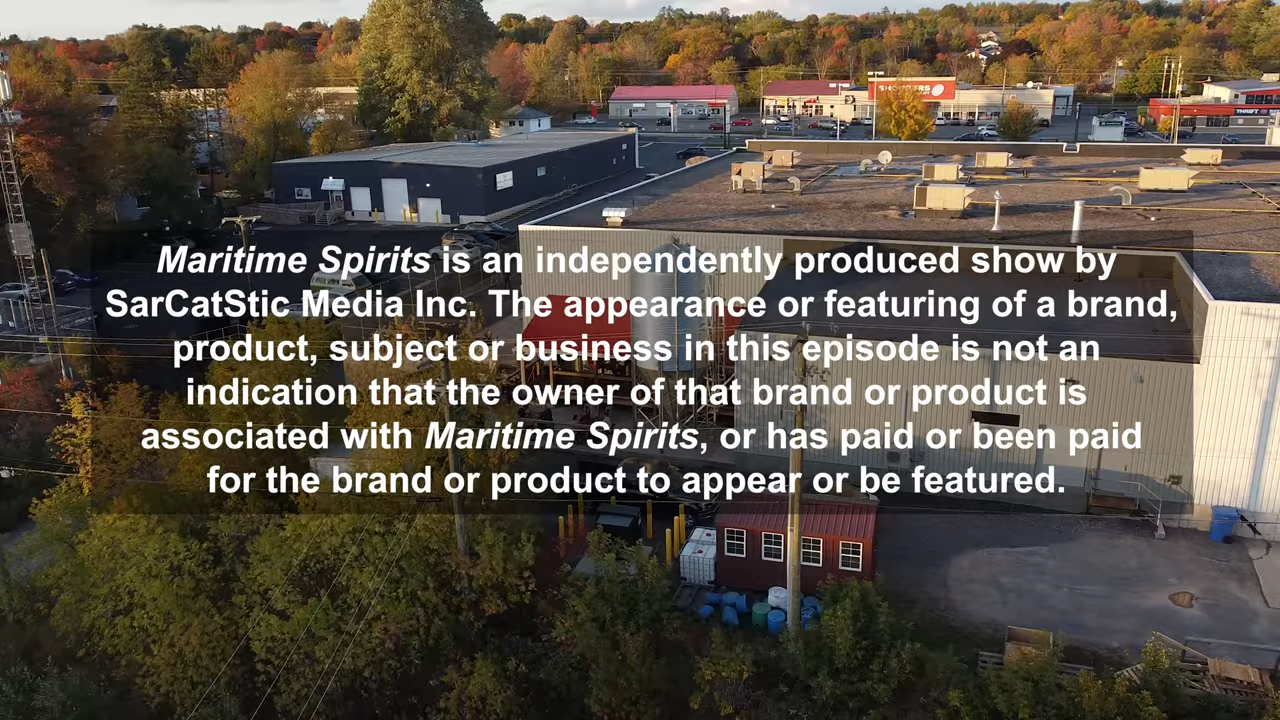 SHOPPERS
THRIFT
Maritime Spirits is an independently produced show by
SarCatStic Media Inc. The appearance or featuring of a brand,
product, subject or business in this episode is not an
indication that the owner of that brand or product is
associated with Maritime Spirits, or has paid or been paid
for the brand or product to appear or be featured.